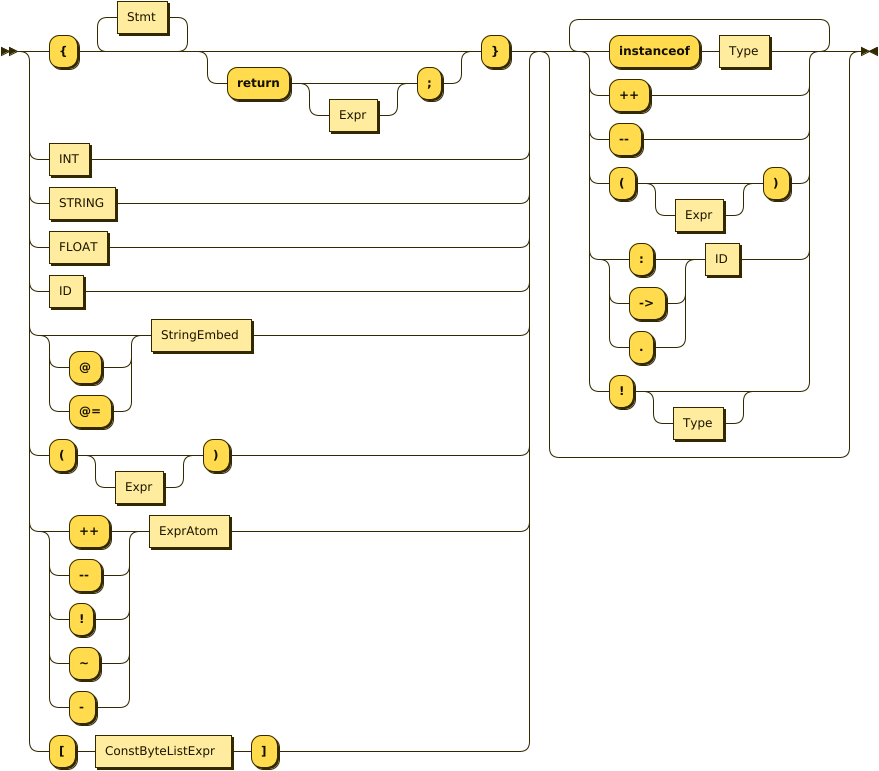 Stmt
{
return
Expr
;
}
INT
STRING
FLOAT
ID
@
@=
StringEmbed
(
Expr
)
++
--
!
~
-
ExprAtom
[
ConstByteListExpr
]
instanceof
Type
++
--
(
Expr
)
:
->
.
ID
!
Type